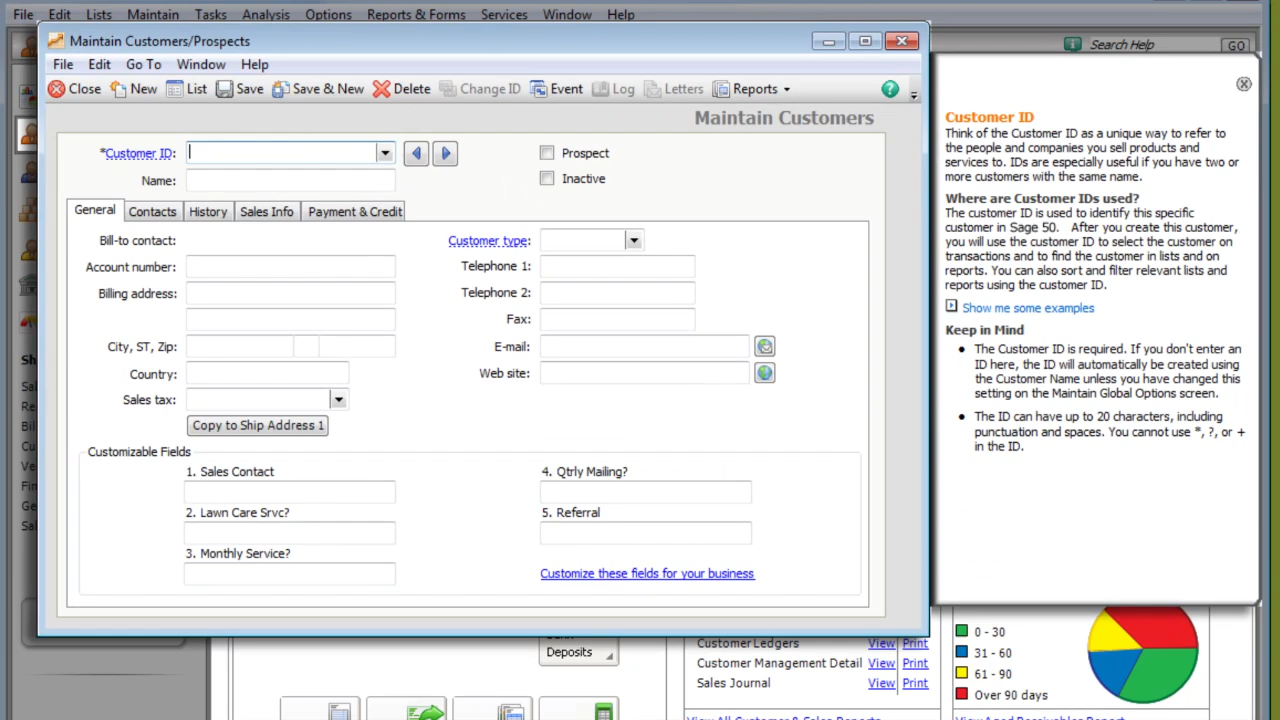 File Edit Lists Maintain Tasks Analysis Options Reports & Forms Services Window Help
Maintain Customers/Prospects
Search Help GO
File Edit Go To Window Help
Close New List Save Save & New Delete Change ID Event Log Letters Reports
Maintain Customers
*Customer ID: Prospect
Name: Inactive
General Contacts History Sales Info Payment & Credit
Bill-to contact: Customer type:
Account number: Telephone 1:
Billing address: Telephone 2:
Fax:
City, ST, Zip: E-mail:
Country: Web site:
Sales tax:
Copy to Ship Address 1
Customizable Fields
1. Sales Contact 4. Qtrly Mailing?
2. Lawn Care Srvc? 5. Referral
3. Monthly Service?
Customize these fields for your business
Customer ID
Think of the Customer ID as a unique way to refer to
the people and companies you sell products and
services to. IDs are especially useful if you have two or
more customers with the same name.
Where are Customer IDs used?
The customer ID is used to identify this specific
customer in Sage 50. After you create this customer,
you will use the customer ID to select the customer on
transactions and to find the customer in lists and on
reports. You can also sort and filter relevant lists and
reports using the customer ID.
Show me some examples
Keep in Mind
• The Customer ID is required. If you don't enter an
ID here, the ID will automatically be created using
the Customer Name unless you have changed this
setting on the Maintain Global Options screen.
• The ID can have up to 20 characters, including
punctuation and spaces. You cannot use *, ?, or +
in the ID.
Deposits
Customer Ledgers View Print
Customer Management Detail View Print
Sales Journal View Print
View All Customer & Sales Reports
0 - 30
31 - 60
61 - 90
Over 90 days
View Aged Receivables Report